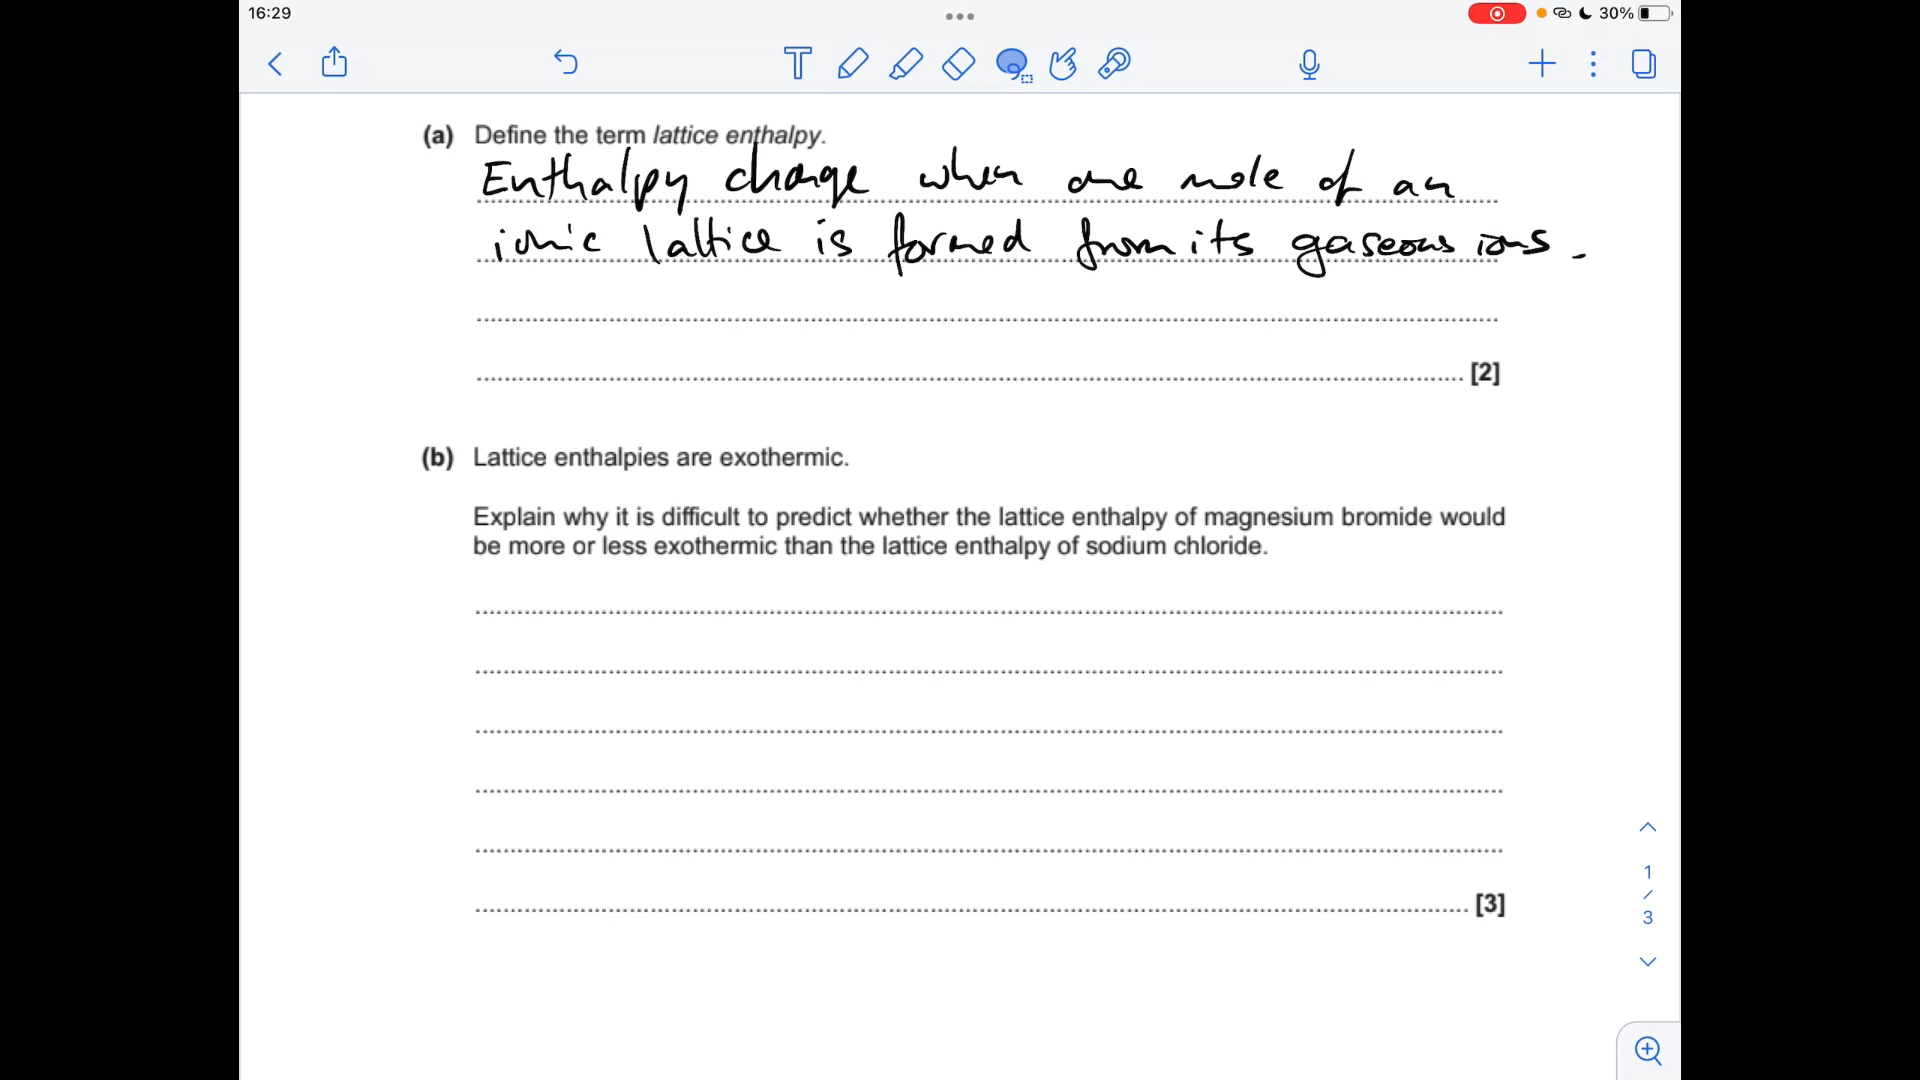 16:29
30%
(a) Define the term lattice enthalpy.
Enthalpy change when one mole of an
ionic lattice is formed from its gaseous ions.
[2]
(b) Lattice enthalpies are exothermic.
Explain why it is difficult to predict whether the lattice enthalpy of magnesium bromide would
be more or less exothermic than the lattice enthalpy of sodium chloride.
[3]
1
/
3